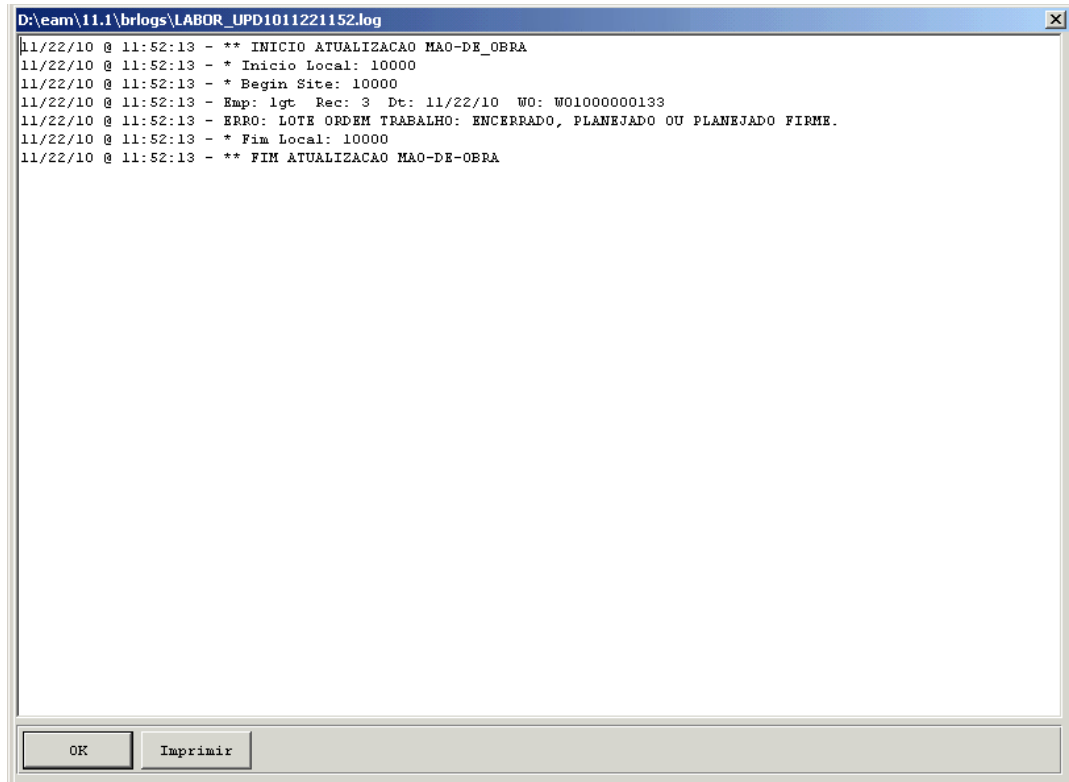 D:\eam\11.1\brlogs\LABOR_UPD1011221152.log
11/22/10 @ 11:52:13 - ** INICIO ATUALIZACAO MAO-DE_OBRA
11/22/10 @ 11:52:13 - * Inicio Local: 10000
11/22/10 @ 11:52:13 - * Begin Site: 10000
11/22/10 @ 11:52:13 - Emp: lgt  Rec: 3  Dt: 11/22/10  WO: WO1000000133
11/22/10 @ 11:52:13 - ERRO: LOTE ORDEM TRABALHO: ENCERRADO, PLANEJADO OU PLANEJADO FIRME.
11/22/10 @ 11:52:13 - * Fim Local: 10000
11/22/10 @ 11:52:13 - ** FIM ATUALIZACAO MAO-DE-OBRA
OK
Imprimir